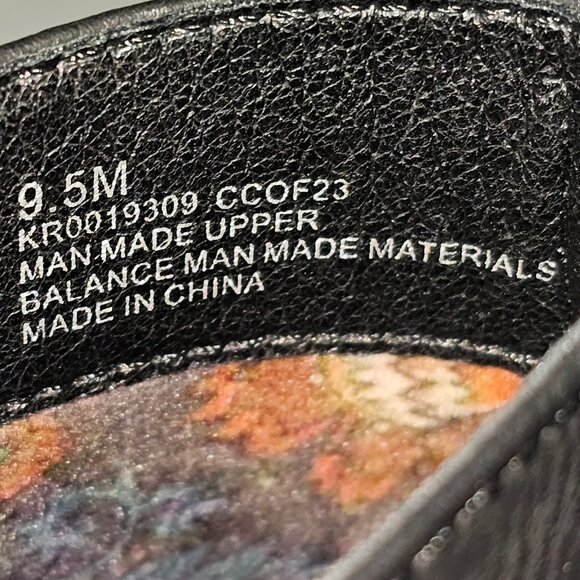 9.5M
KR0019309 CCOF23
MAN MADE UPPER
BALANCE MAN MADE MATERIALS
MADE IN CHINA